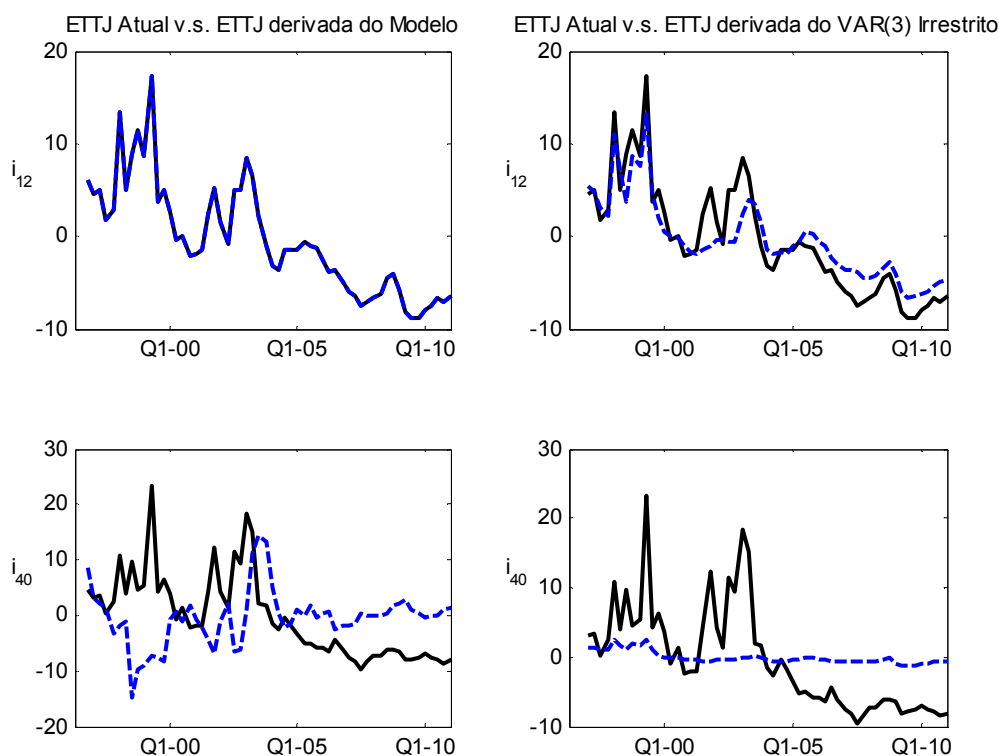 ETTJ Atual v.s. ETTJ derivada do Modelo
20
10
i12
0
-10
Q1-00 Q1-05 Q1-10
ETTJ Atual v.s. ETTJ derivada do VAR(3) Irrestrito
20
10
i12
0
-10
Q1-00 Q1-05 Q1-10
30
20
10
i40
0
-10
-20
Q1-00 Q1-05 Q1-10
30
20
10
i40
0
-10
Q1-00 Q1-05 Q1-10